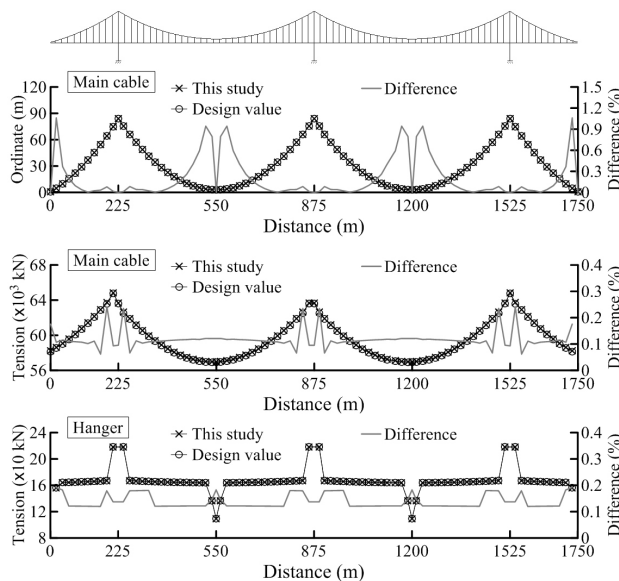 Main cable
This study
Design value
Difference
Ordinate (m)
120
90
60
30
0
Difference (%)
1.5
1.2
0.9
0.6
0.3
0
0 225 550 875 1200 1525 1750
Distance (m)
Main cable
This study
Design value
Difference
Tension (×10³ kN)
68
64
60
56
Difference (%)
0.4
0.3
0.2
0.1
0
0 225 550 875 1200 1525 1750
Distance (m)
Hanger
This study
Design value
Difference
Tension (×10 kN)
24
20
16
12
8
Difference (%)
0.4
0.3
0.2
0.1
0
0 225 550 875 1200 1525 1750
Distance (m)